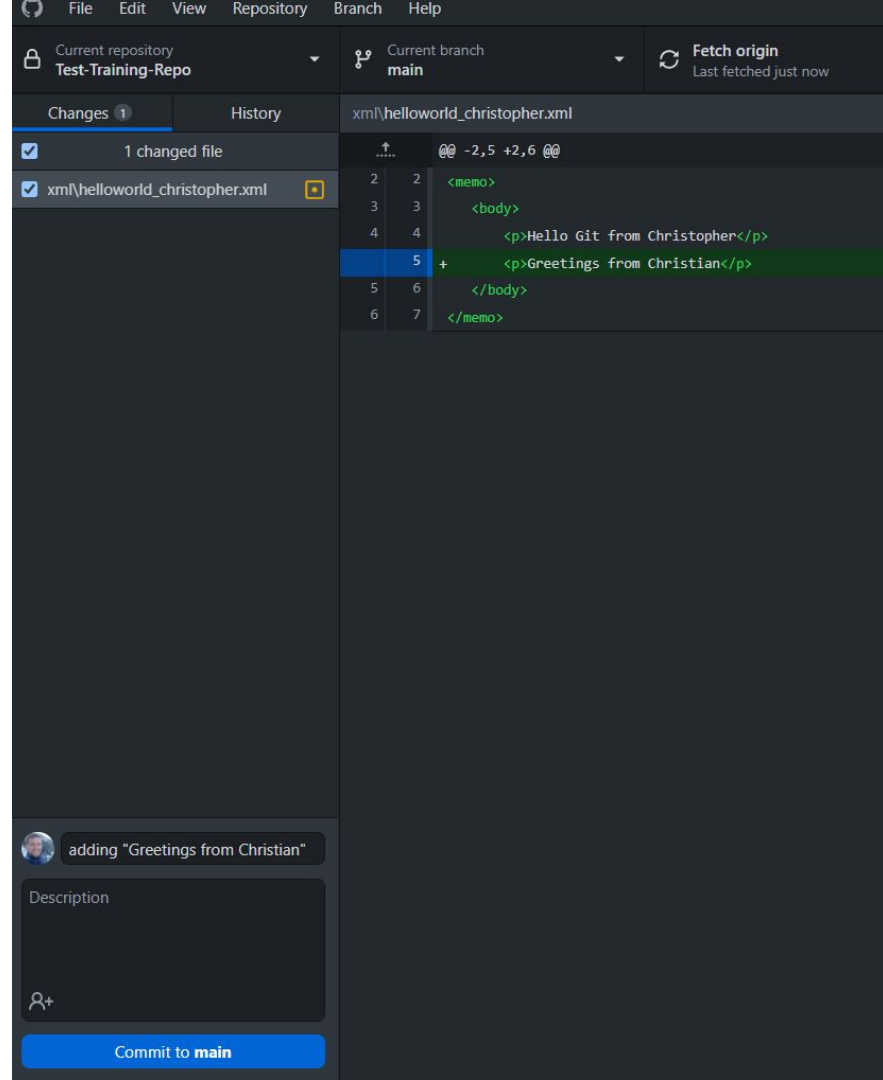 File Edit View Repository Branch Help
Current repository
Test-Training-Repo
Current branch
main
Fetch origin
Last fetched just now
Changes 1 History
xml\helloworld_christopher.xml
1 changed file
xml\helloworld_christopher.xml
@@ -2,5 +2,6 @@
2 2 <memo>
3 3 <body>
4 4 <p>Hello Git from Christopher</p>
5 + <p>Greetings from Christian</p>
5 6 </body>
6 7 </memo>
adding "Greetings from Christian"
Description
Commit to main